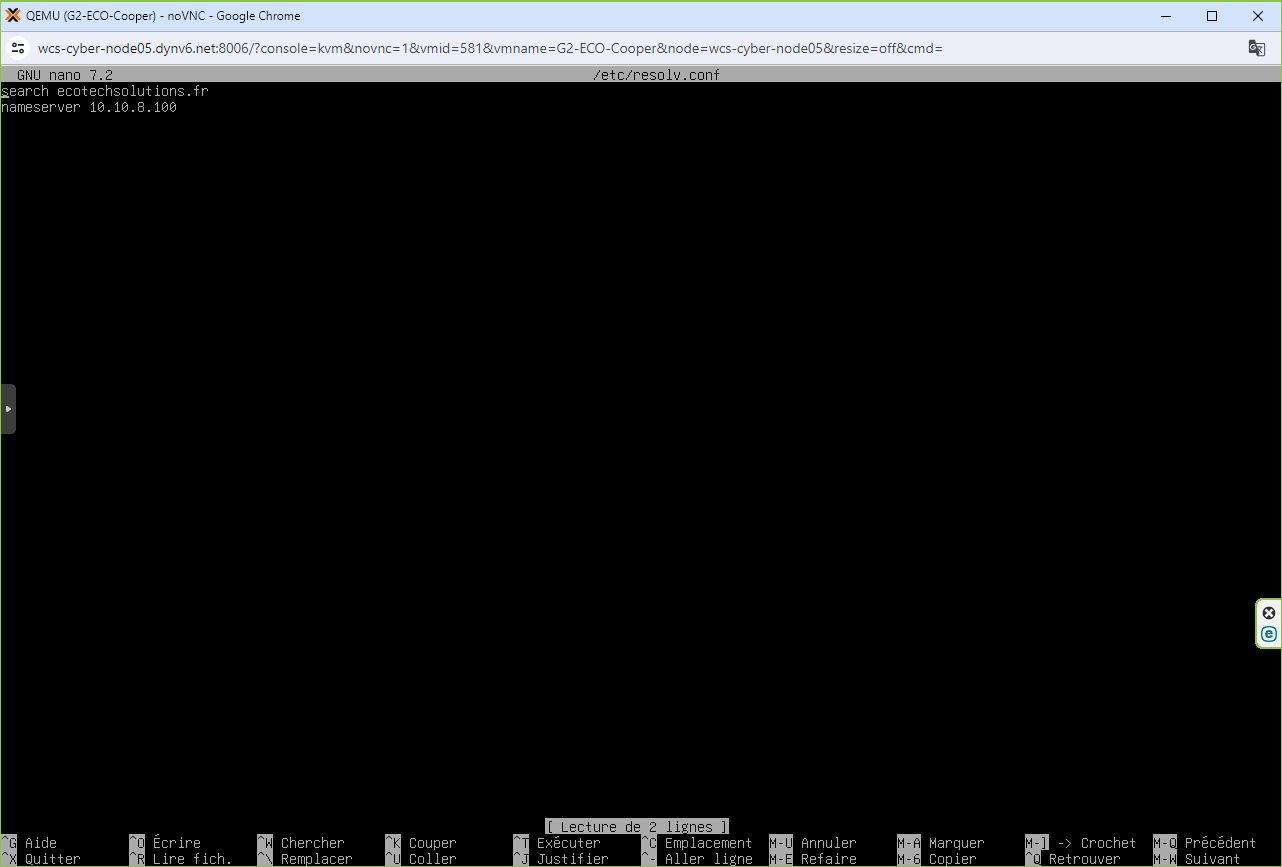 QEMU (G2-ECO-Cooper) - noVNC - Google Chrome
wcs-cyber-node05.dynv6.net:8006/?console=kvm&novnc=1&vmid=581&vmname=G2-ECO-Cooper&node=wcs-cyber-node05&resize=off&cmd=
GNU nano 7.2 /etc/resolv.conf
search ecotechsolutions.fr
nameserver 10.10.8.100
[ Lecture de 2 lignes ]
^G Aide ^O Écrire ^W Chercher ^K Couper ^T Exécuter ^C Emplacement M-U Annuler M-A Marquer M-] -> Crochet M-Q Précédent
^X Quitter ^R Lire fich. ^\ Remplacer ^U Coller ^J Justifier ^- Aller ligne M-E Refaire M-6 Copier ^Q Retrouver M-W Suivant